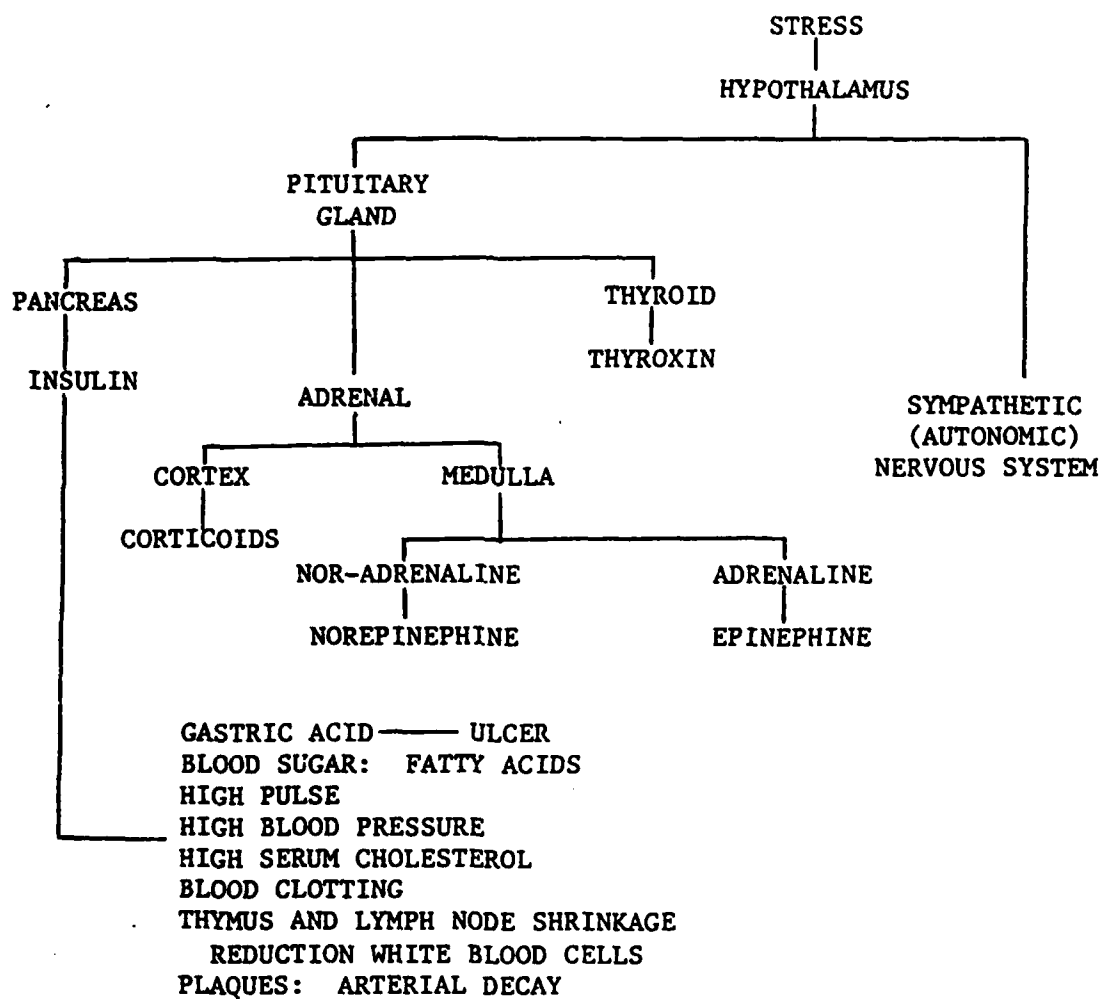 STRESS
HYPOTHALAMUS
PITUITARY
GLAND
PANCREAS
THYROID
THYROXIN
INSULIN
ADRENAL
SYMPATHETIC
(AUTONOMIC)
NERVOUS SYSTEM
CORTEX
MEDULLA
CORTICOIDS
NOR-ADRENALINE
ADRENALINE
NOREPINEPHINE
EPINEPHINE
GASTRIC ACID — ULCER
BLOOD SUGAR: FATTY ACIDS
HIGH PULSE
HIGH BLOOD PRESSURE
HIGH SERUM CHOLESTEROL
BLOOD CLOTTING
THYMUS AND LYMPH NODE SHRINKAGE
REDUCTION WHITE BLOOD CELLS
PLAQUES: ARTERIAL DECAY